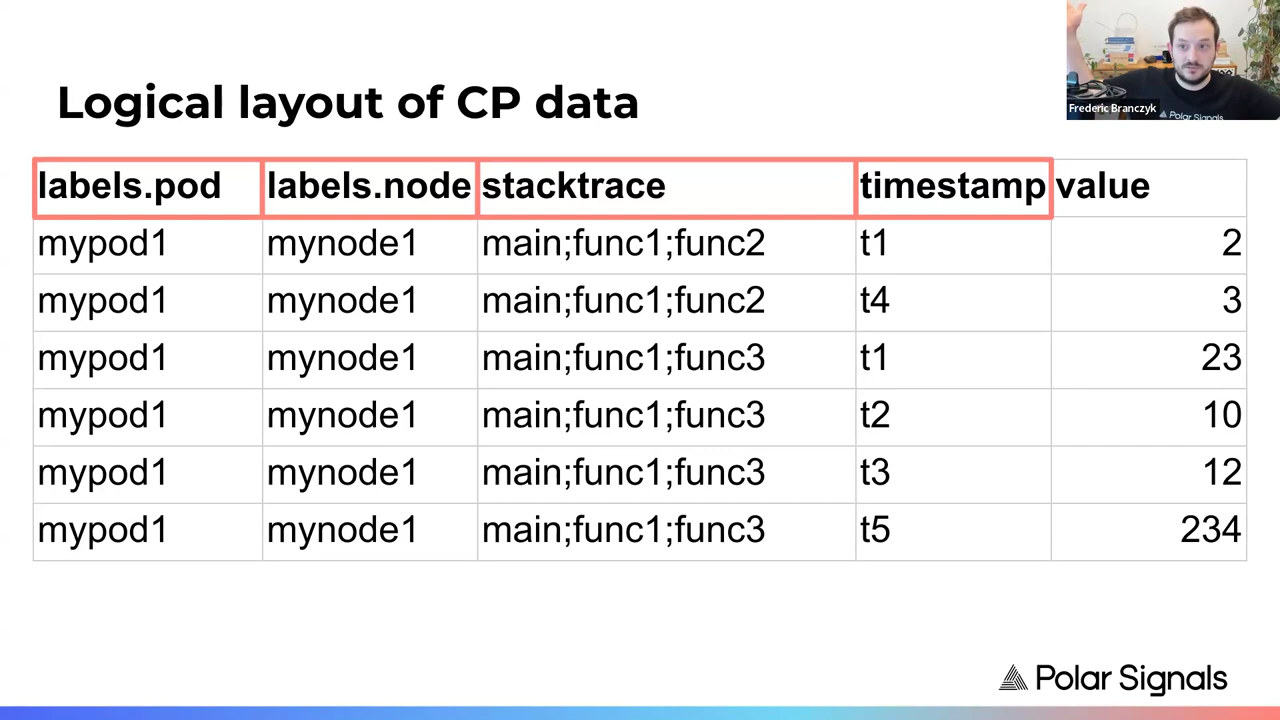 Frederic Branczyk
Polar Signals
Logical layout of CP data
labels.pod labels.node stacktrace timestamp value
mypod1 mynode1 main;func1;func2 t1 2
mypod1 mynode1 main;func1;func2 t4 3
mypod1 mynode1 main;func1;func3 t1 23
mypod1 mynode1 main;func1;func3 t2 10
mypod1 mynode1 main;func1;func3 t3 12
mypod1 mynode1 main;func1;func3 t5 234
Polar Signals